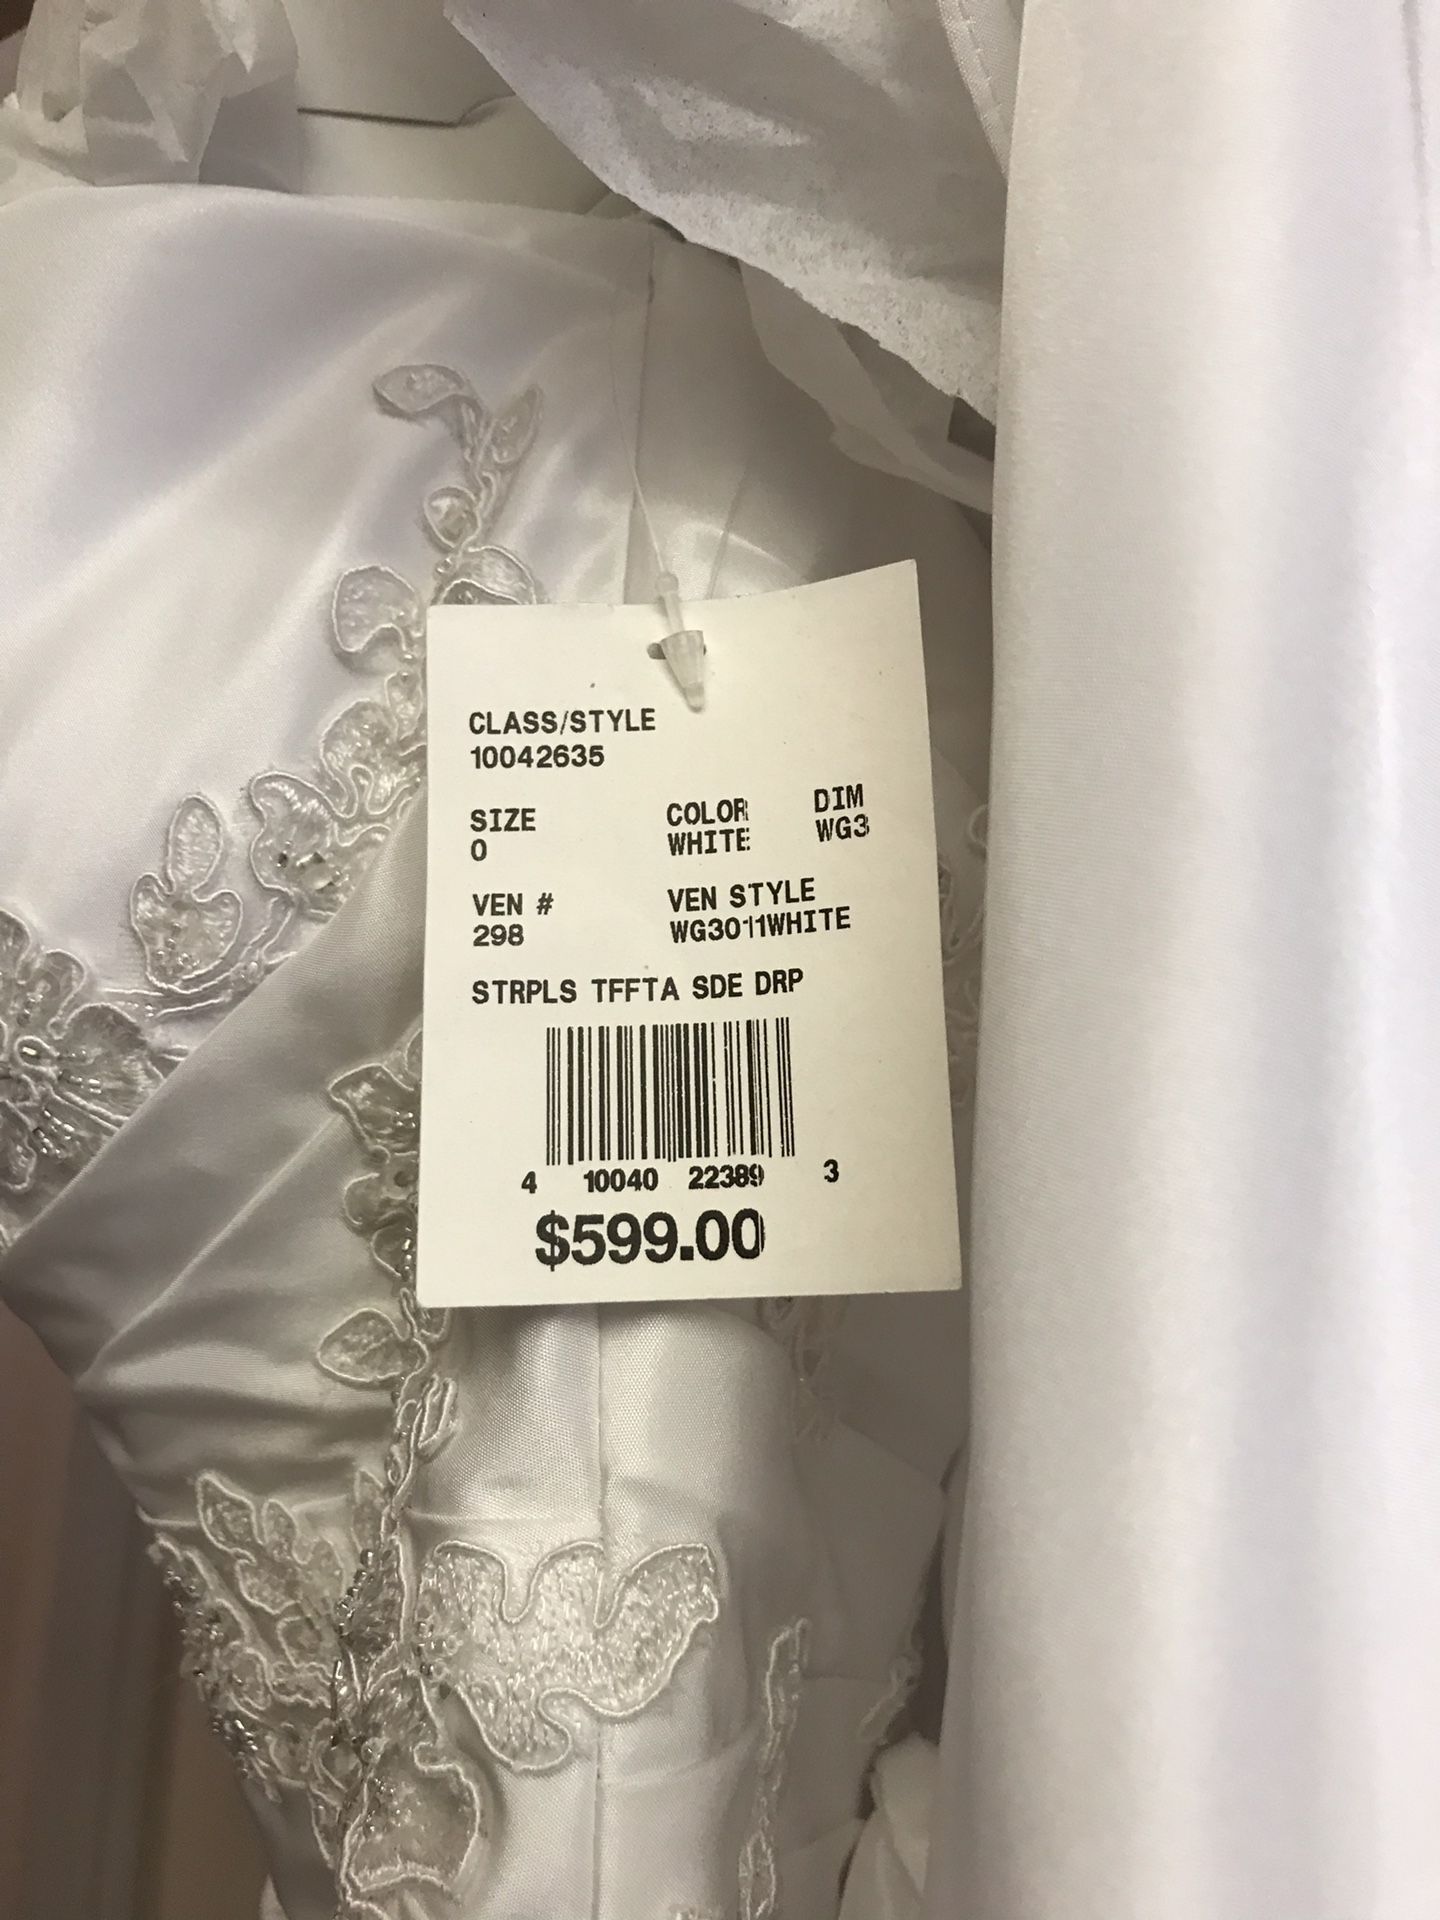 CLASS/STYLE
10042635
SIZE COLOR DIM
0 WHITE WG3
VEN # VEN STYLE
298 WG3011WHITE
STRPLS TFFTA SDE DRP
4 10040 22389 3
$599.00